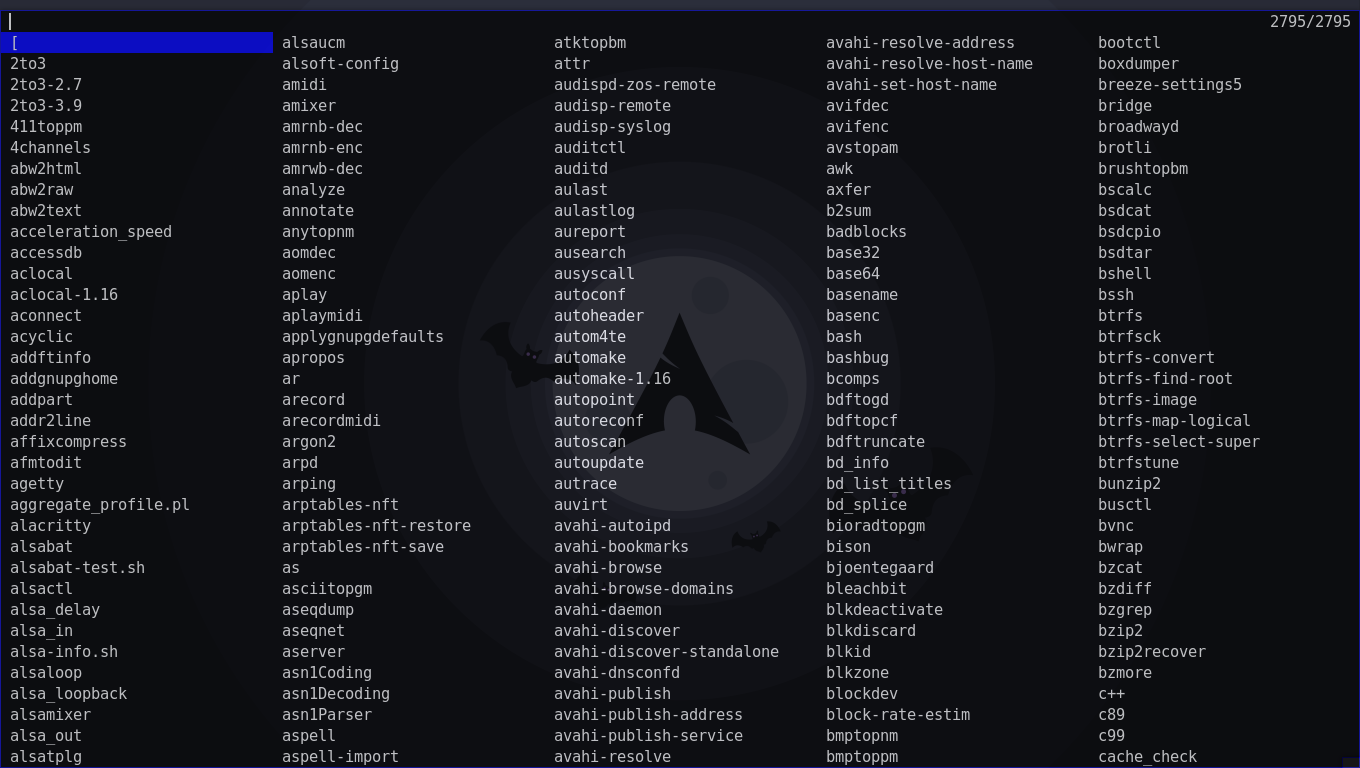 2795/2795
[ alsaucm atktopbm avahi-resolve-address bootctl
2to3 alsoft-config attr avahi-resolve-host-name boxdumper
2to3-2.7 amidi audispd-zos-remote avahi-set-host-name breeze-settings5
2to3-3.9 amixer audisp-remote avifdec bridge
411toppm amrnb-dec audisp-syslog avifenc broadwayd
4channels amrnb-enc auditctl avstopam brotli
abw2html amrwb-dec auditd awk brushtopbm
abw2raw analyze aulast axfer bscalc
abw2text annotate aulastlog b2sum bsdcat
acceleration_speed anytopnm aureport badblocks bsdcpio
accessdb aomdec ausearch base32 bsdtar
aclocal aomenc ausyscall base64 bshell
aclocal-1.16 aplay autoconf basename bssh
aconnect aplaymidi autoheader basenc btrfs
acyclic applygnupgdefaults autom4te bash btrfsck
addftinfo apropos automake bashbug btrfs-convert
addgnupghome ar automake-1.16 bcomps btrfs-find-root
addpart arecord autopoint bdftogd btrfs-image
addr2line arecordmidi autoreconf bdftopcf btrfs-map-logical
affixcompress argon2 autoscan bdftruncate btrfs-select-super
afmtodit arpd autoupdate bd_info btrfstune
agetty arping autrace bd_list_titles bunzip2
aggregate_profile.pl arptables-nft auvirt bd_splice busctl
alacritty arptables-nft-restore avahi-autoipd bioradtopgm bvnc
alsabat arptables-nft-save avahi-bookmarks bison bwrap
alsabat-test.sh as avahi-browse bjoentegaard bzcat
alsactl asciitopgm avahi-browse-domains bleachbit bzdiff
alsa_delay aseqdump avahi-daemon blkdeactivate bzgrep
alsa_in aseqnet avahi-discover blkdiscard bzip2
alsa-info.sh aserver avahi-discover-standalone blkid bzip2recover
alsaloop asn1Coding avahi-dnsconfd blkzone bzmore
alsa_loopback asn1Decoding avahi-publish blockdev c++
alsamixer asn1Parser avahi-publish-address block-rate-estim c89
alsa_out aspell avahi-publish-service bmptopnm c99
alsatplg aspell-import avahi-resolve bmptoppm cache_check